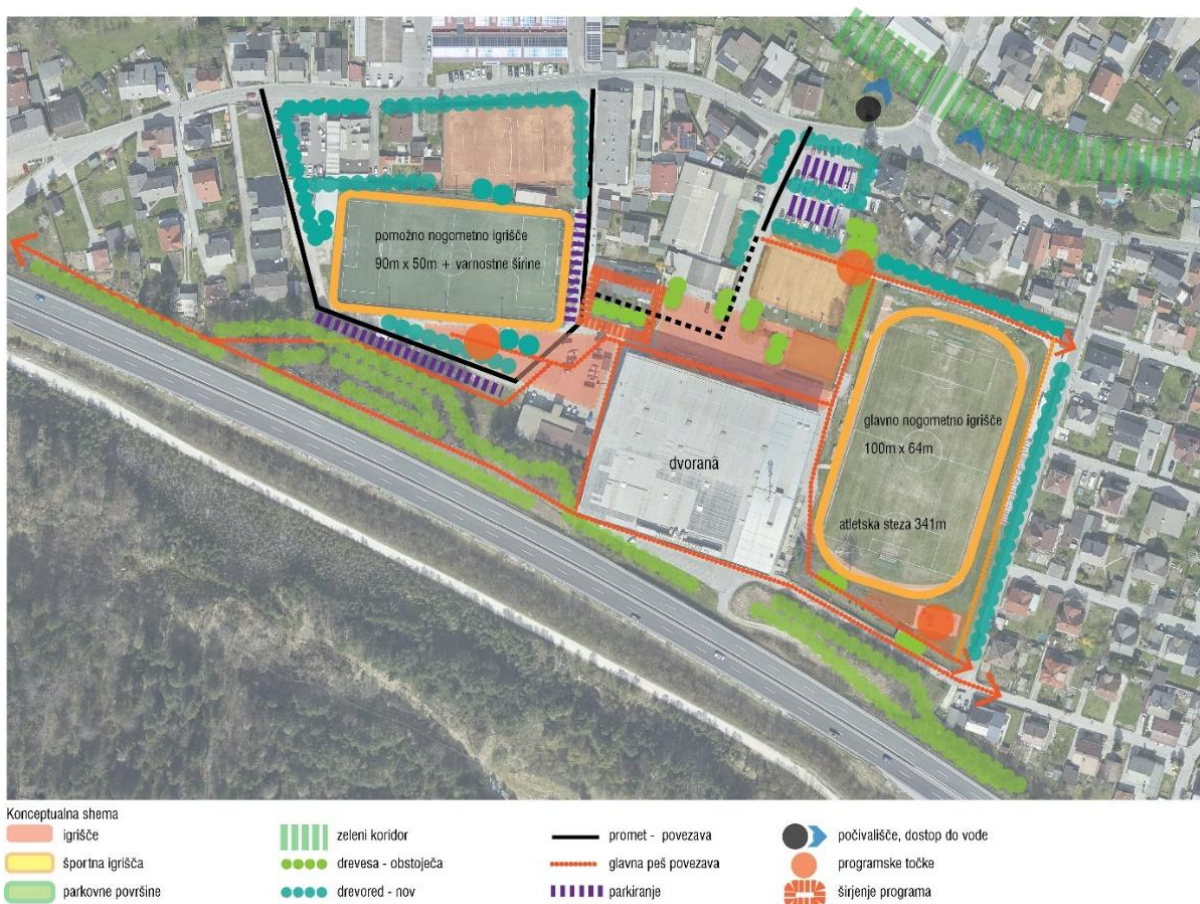 pomožno nogometno igrišče
90m x 50m + varnostne širine
glavno nogometno igrišče
100m x 64m
dvorana
atletska steza 341m
Konceptualna shema
igrišče
športna igrišča
parkovne površine
zeleni koridor
drevesa - obstoječa
drevored - nov
promet - povezava
glavna peš povezava
parkiranje
počivališče, dostop do vode
programske točke
širjenje programa